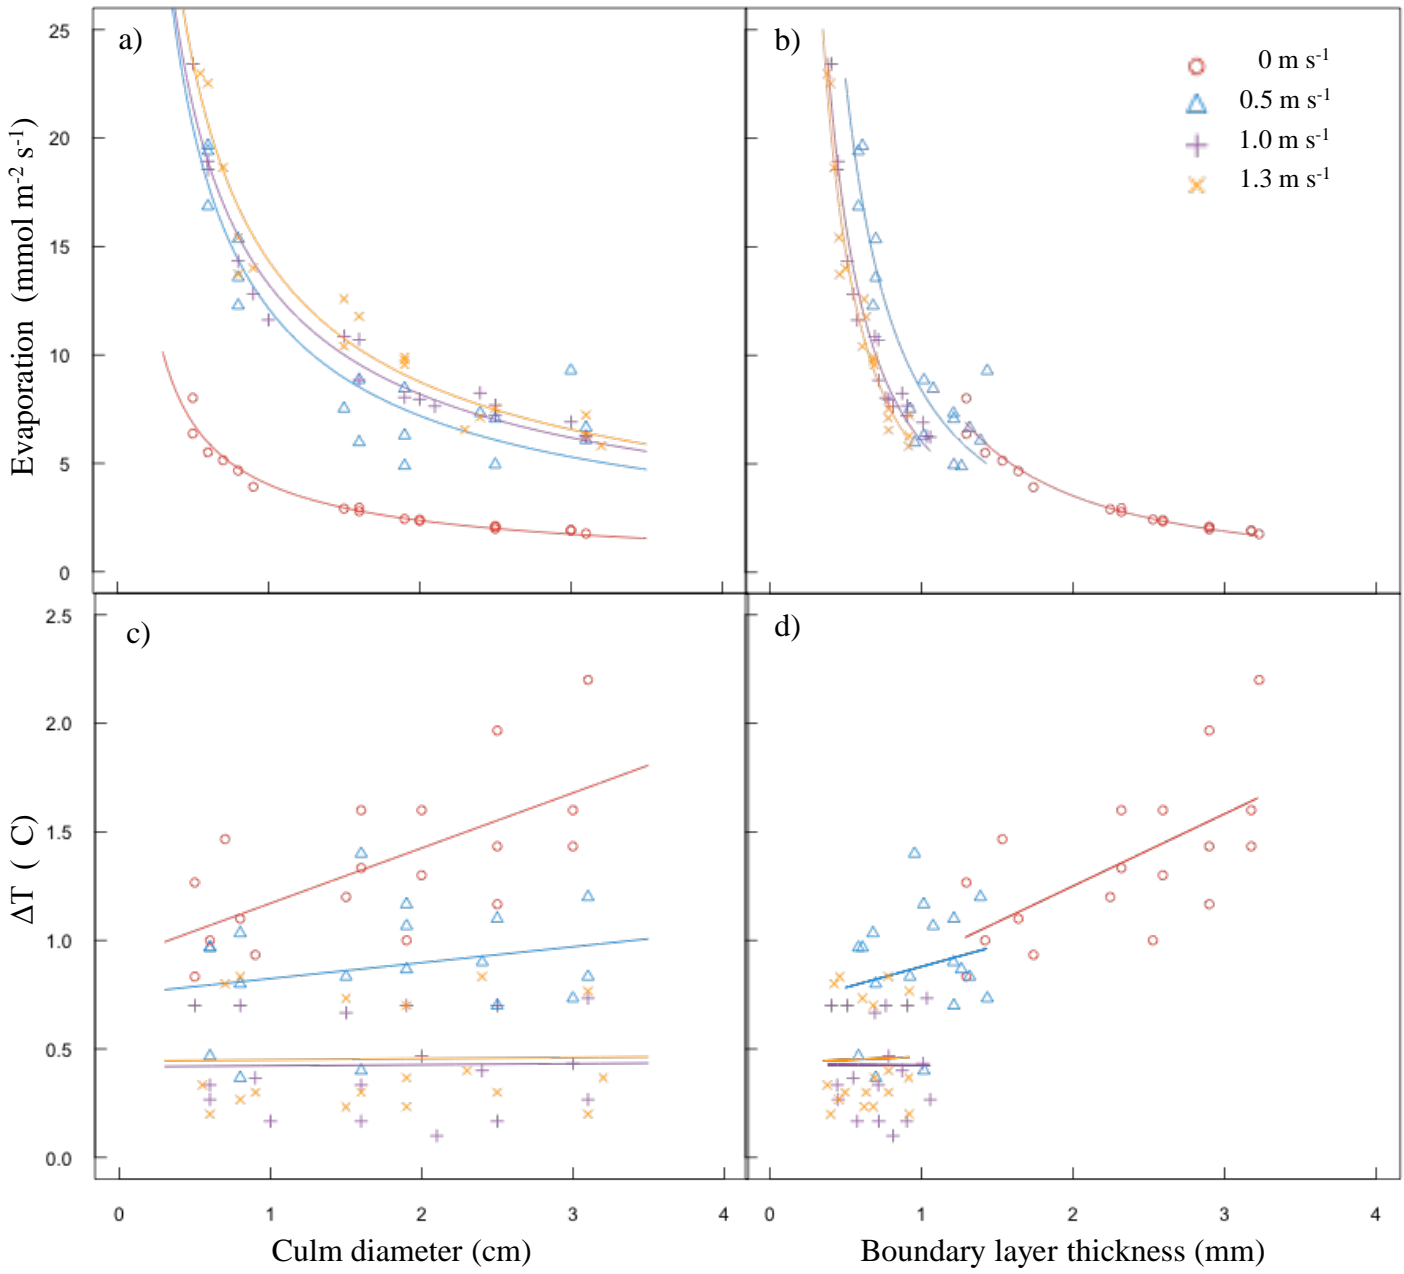 a)
b)
25
20
15
10
5
0
Evaporation (mmol m-2 s-1)
0 m s-1
0.5 m s-1
1.0 m s-1
1.3 m s-1
c)
d)
2.5
2.0
1.5
1.0
0.5
0.0
ΔT ( C)
0 1 2 3 4
0 1 2 3 4
Culm diameter (cm)
Boundary layer thickness (mm)